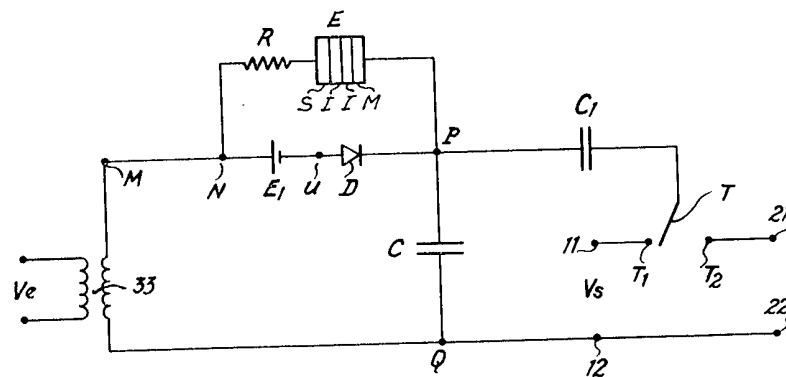 R E
S I I M
C1
P
M N E1 U D
T
21
11 T1 T2
C
Vs
Ve 33
22
Q 12